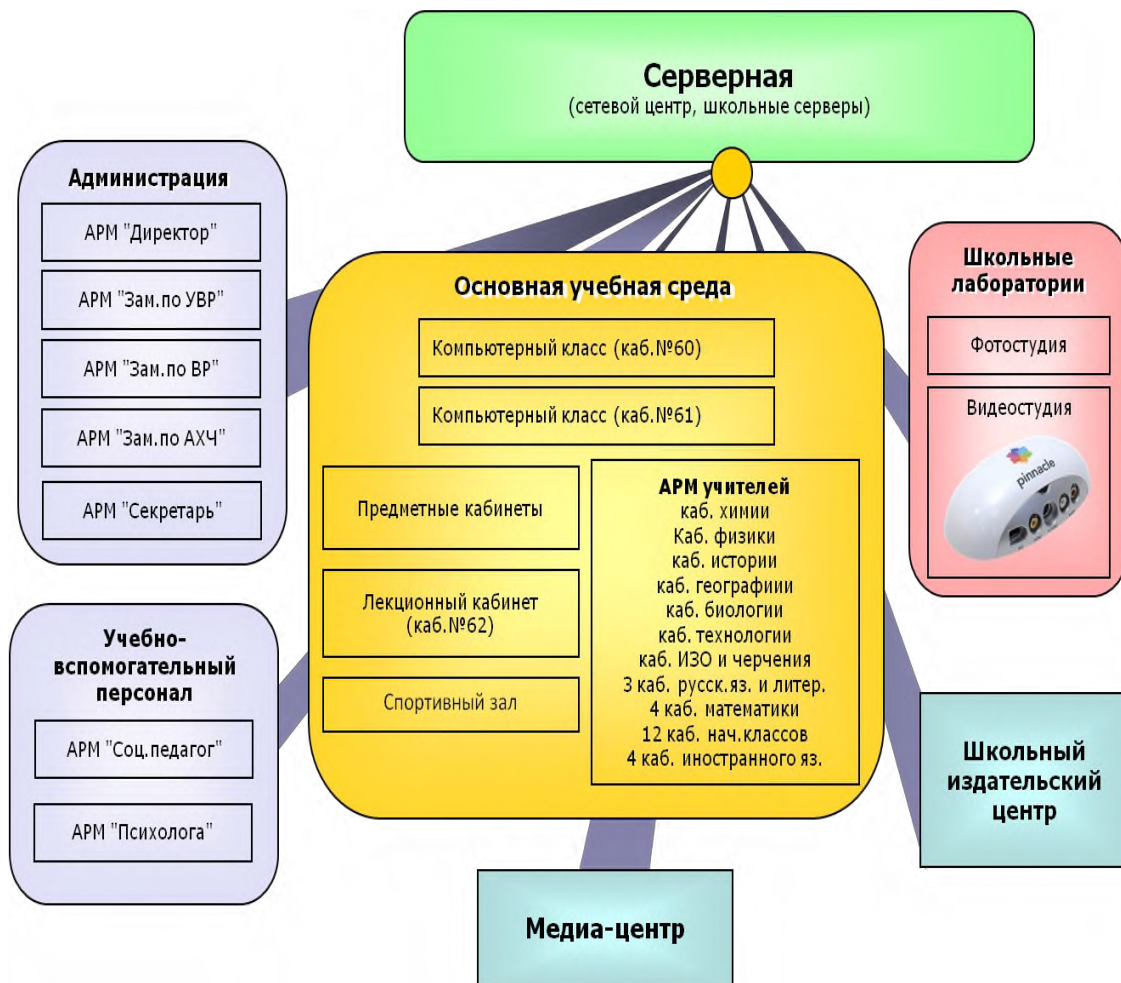 Серверная
(сетевой центр, школьные серверы)
Администрация
АРМ "Директор"
АРМ "Зам.по УВР"
АРМ "Зам.по ВР"
АРМ "Зам.по АХЧ"
АРМ "Секретарь"
Учебно-
вспомогательный
персонал
АРМ "Соц.педагог"
АРМ "Психолога"
Основная учебная среда
Компьютерный класс (каб.№60)
Компьютерный класс (каб.№61)
Предметные кабинеты
Лекционный кабинет
(каб.№62)
Спортивный зал
АРМ учителей
каб. химии
Каб. физики
каб. истории
каб. географиии
каб. биологии
каб. технологии
каб. ИЗО и черчения
3 каб. русск.яз. и литер.
4 каб. математики
12 каб. нач.классов
4 каб. иностранного яз.
Школьные
лаборатории
Фотостудия
Видеостудия
pinnacle
Школьный
издательский
центр
Медиа-центр